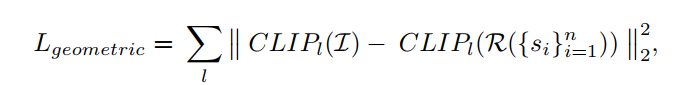 L_{geometric} = \sum_{l} \| CLIP_l(\mathcal{I}) - CLIP_l(\mathcal{R}(\{s_i\}_{i=1}^{n})) \|_2^2,